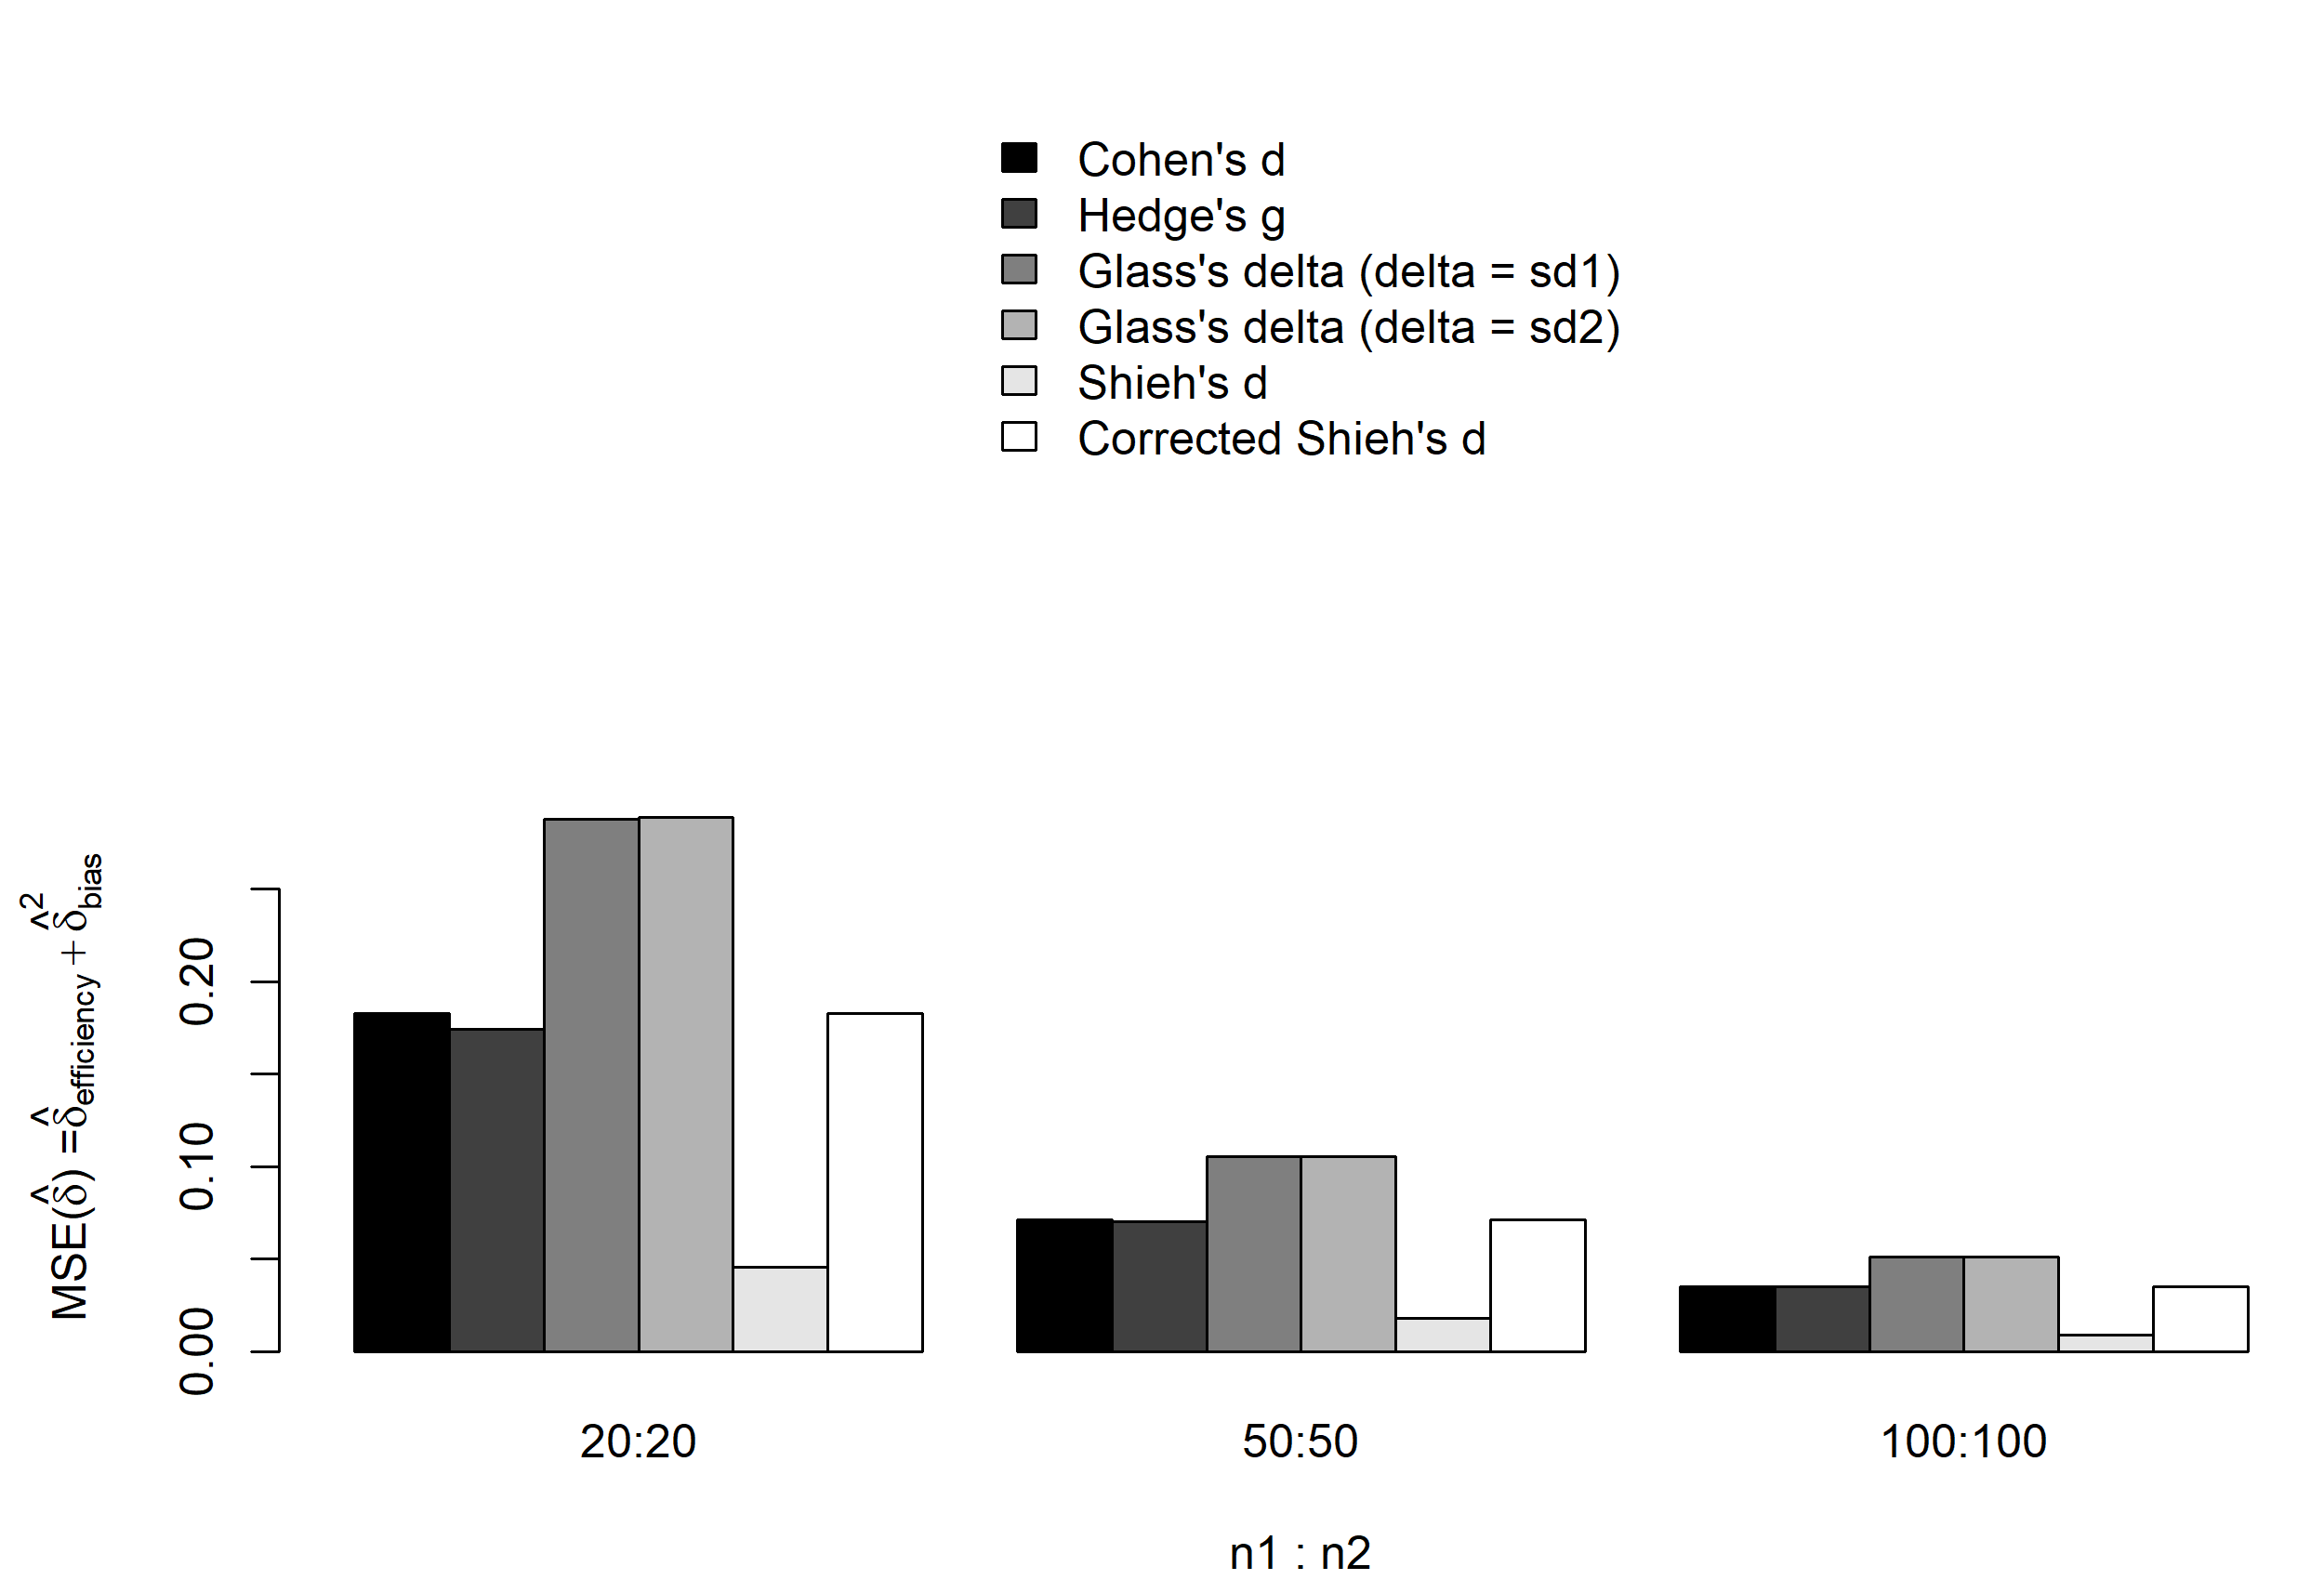 Cohen's d
Hedge's g
Glass's delta (delta = sd1)
Glass's delta (delta = sd2)
Shieh's d
Corrected Shieh's d
MSE(δ̂) = δ̂efficiency + δ̂²bias
0.20
0.10
0.00
20:20 50:50 100:100
n1 : n2